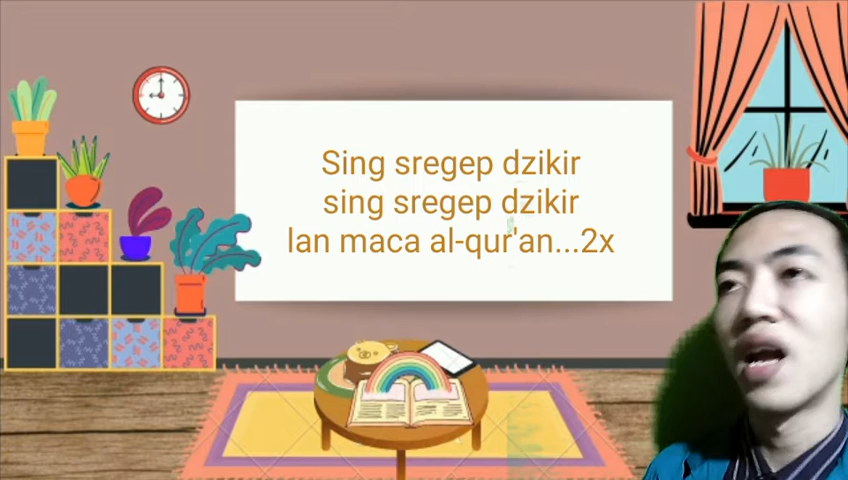 Sing sregep dzikir
sing sregep dzikir
lan maca al-qur'an...2x